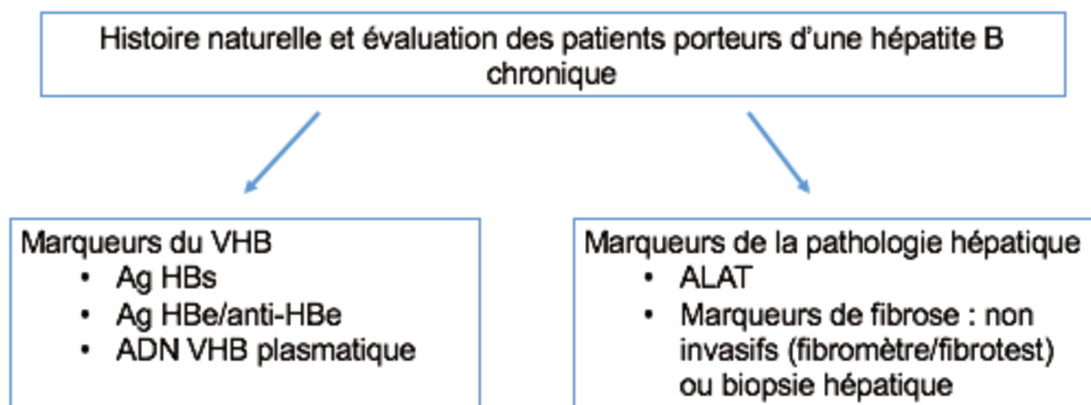 Histoire naturelle et évaluation des patients porteurs d'une hépatite B
chronique
Marqueurs du VHB
• Ag HBs
• Ag HBe/anti-HBe
• ADN VHB plasmatique
Marqueurs de la pathologie hépatique
• ALAT
• Marqueurs de fibrose : non
invasifs (fibromètre/fibrotest)
ou biopsie hépatique